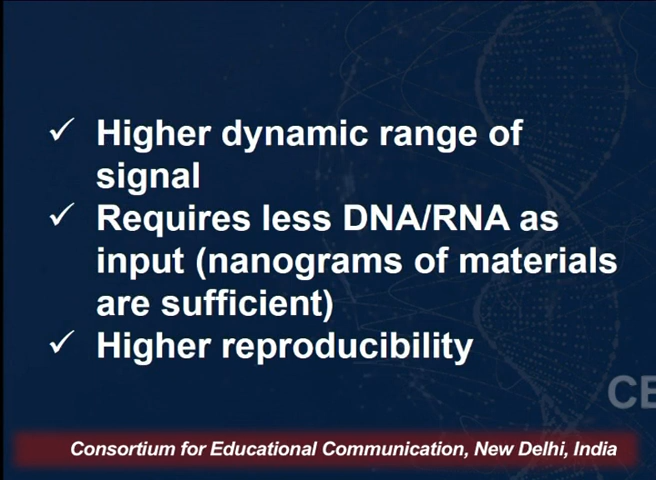 ✓ Higher dynamic range of
signal
✓ Requires less DNA/RNA as
input (nanograms of materials
are sufficient)
✓ Higher reproducibility
Consortium for Educational Communication, New Delhi, India